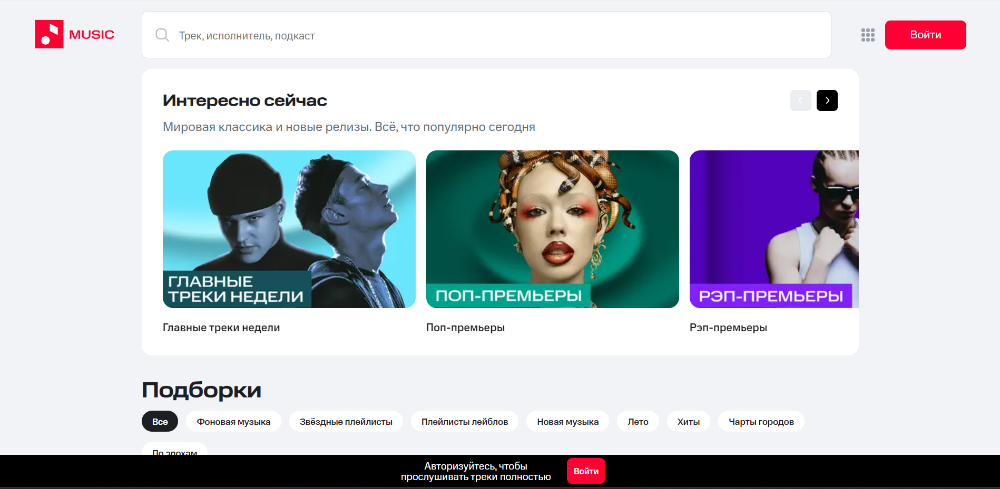 MUSIC
Трек, исполнитель, подкаст
Войти
Интересно сейчас
Мировая классика и новые релизы. Всё, что популярно сегодня
ГЛАВНЫЕ
ТРЕКИ НЕДЕЛИ
ПОП-ПРЕМЬЕРЫ
РЭП-ПРЕМЬЕРЫ
Главные треки недели
Поп-премьеры
Рэп-премьеры
Подборки
Все
Фоновая музыка
Звёздные плейлисты
Плейлисты лейблов
Новая музыка
Лето
Хиты
Чарты городов
По эпохам
Авторизуйтесь, чтобы
прослушивать треки полностью
Войти